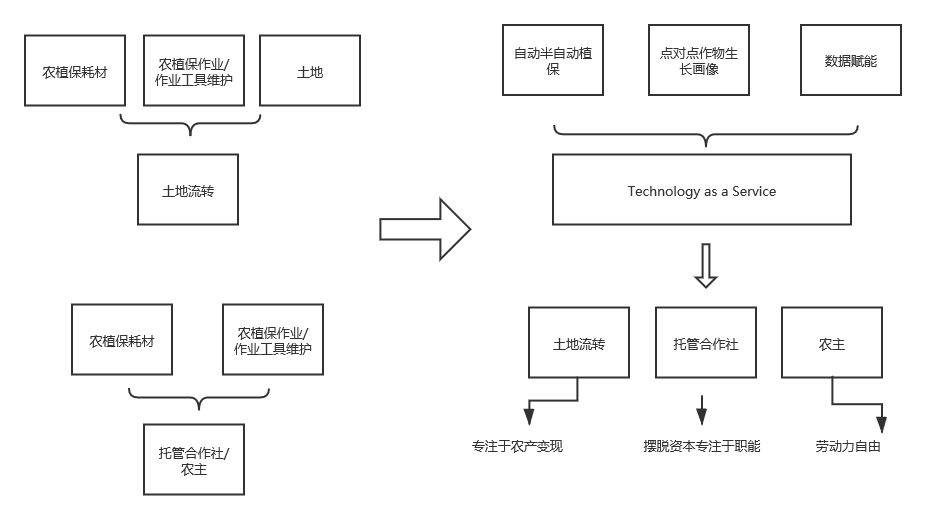 农植保耗材
农植保作业/
作业工具维护
土地
土地流转
农植保耗材
农植保作业/
作业工具维护
托管合作社/
农主
自动半自动植
保
点对点作物生
长画像
数据赋能
Technology as a Service
土地流转
托管合作社
农主
专注于农产变现
摆脱资本专注于职能
劳动力自由